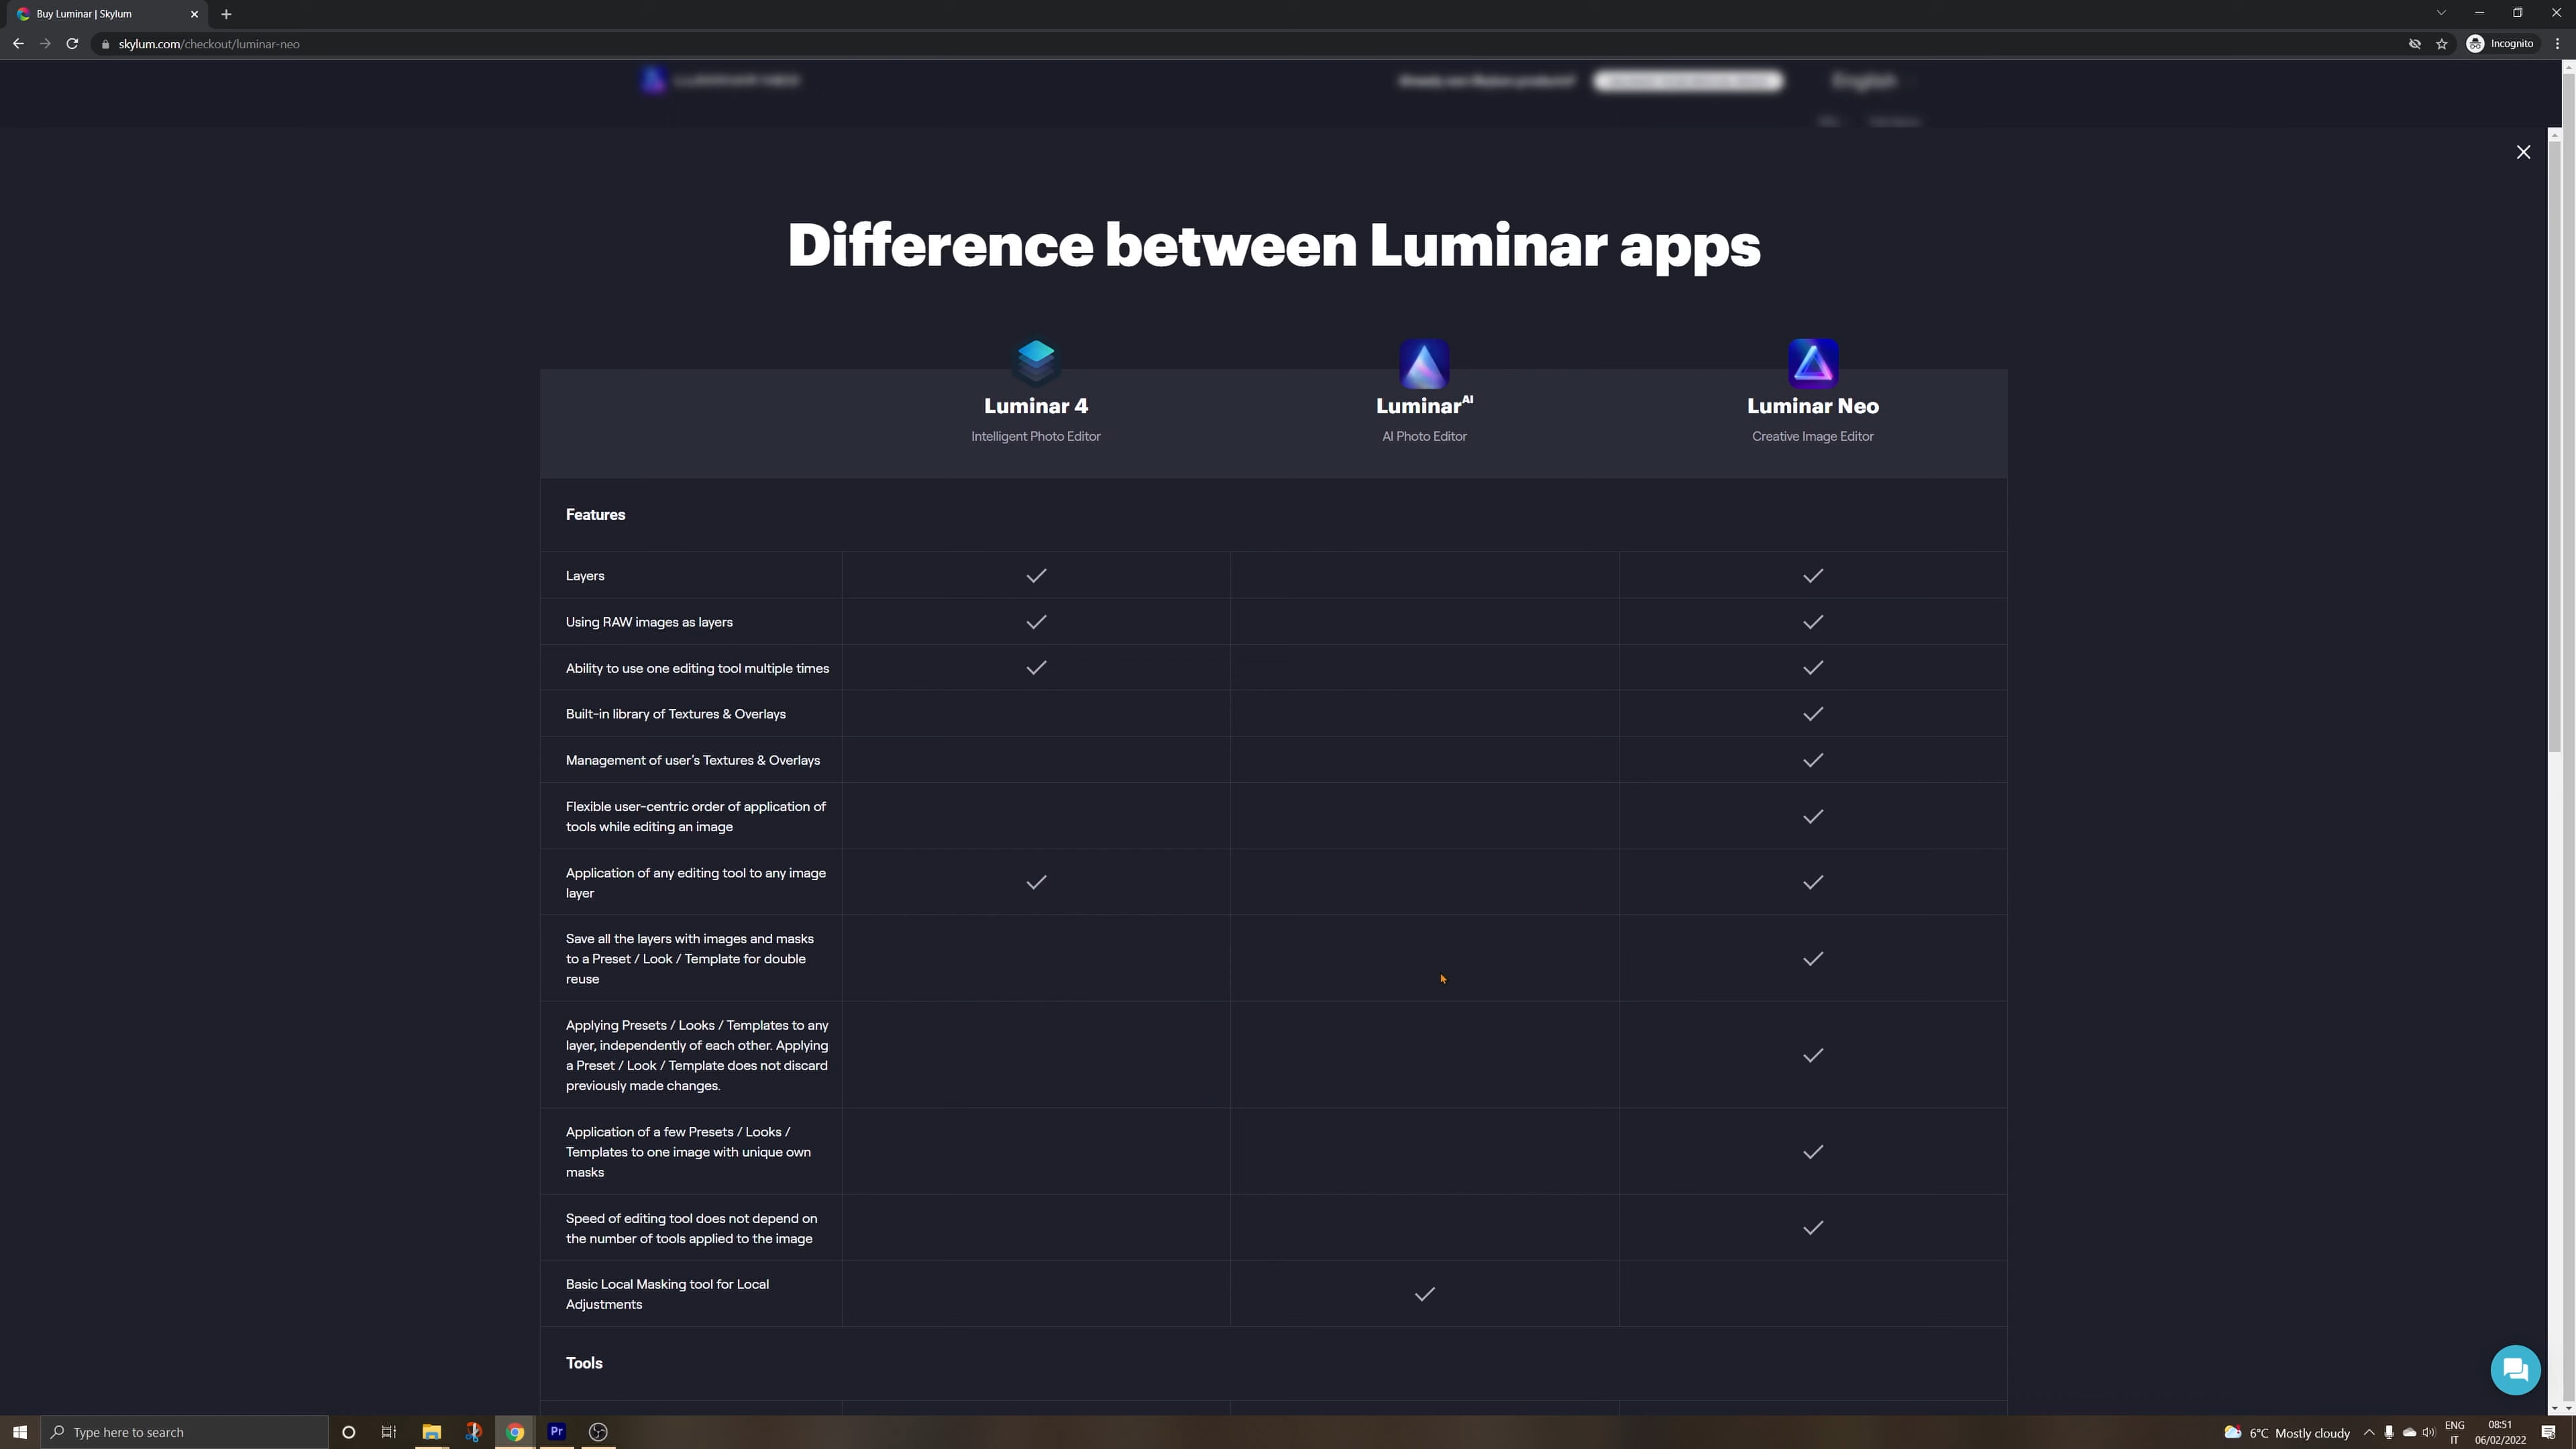 Buy Luminar | Skylum
skylum.com/checkout/luminar-neo
Incognito
English
Difference between Luminar apps
Luminar 4
LuminarAI
Luminar Neo
Intelligent Photo Editor
AI Photo Editor
Creative Image Editor
Features
Layers
Using RAW images as layers
Ability to use one editing tool multiple times
Built-in library of Textures & Overlays
Management of user’s Textures & Overlays
Flexible user-centric order of application of
tools while editing an image
Application of any editing tool to any image
layer
Save all the layers with images and masks
to a Preset / Look / Template for double
reuse
Applying Presets / Looks / Templates to any
layer, independently of each other. Applying
a Preset / Look / Template does not discard
previously made changes.
Application of a few Presets / Looks /
Templates to one image with unique own
masks
Speed of editing tool does not depend on
the number of tools applied to the image
Basic Local Masking tool for Local
Adjustments
Tools
Type here to search
Pr
6°C Mostly cloudy
ENG
IT
08:51
06/02/2022